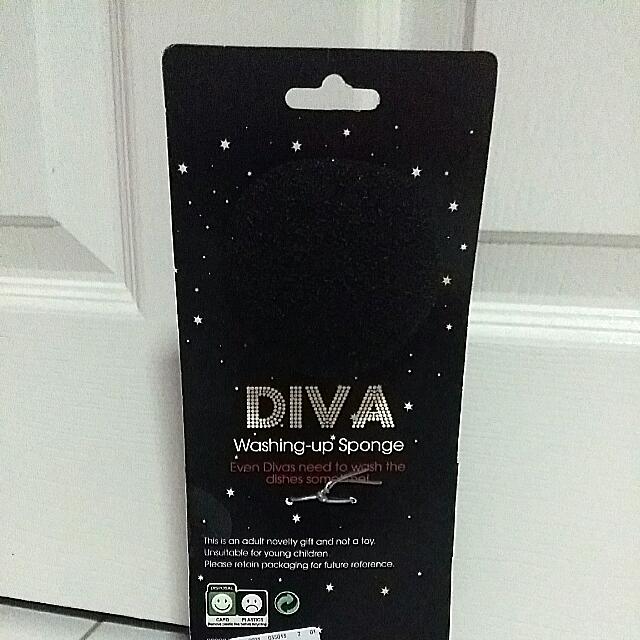 DIVA
Washing-up Sponge
Even Divas need to wash the
dishes
This is an adult novelty gift and not a toy.
Unsuitable for young children
Please retain packaging for future reference.
DISPOSAL
CARD PLASTICS